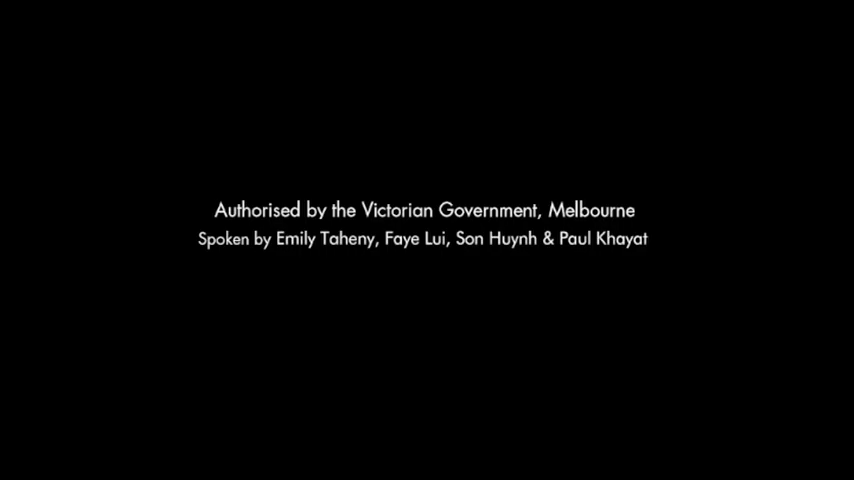 Authorised by the Victorian Government, Melbourne
Spoken by Emily Taheny, Faye Lui, Son Huynh & Paul Khayat